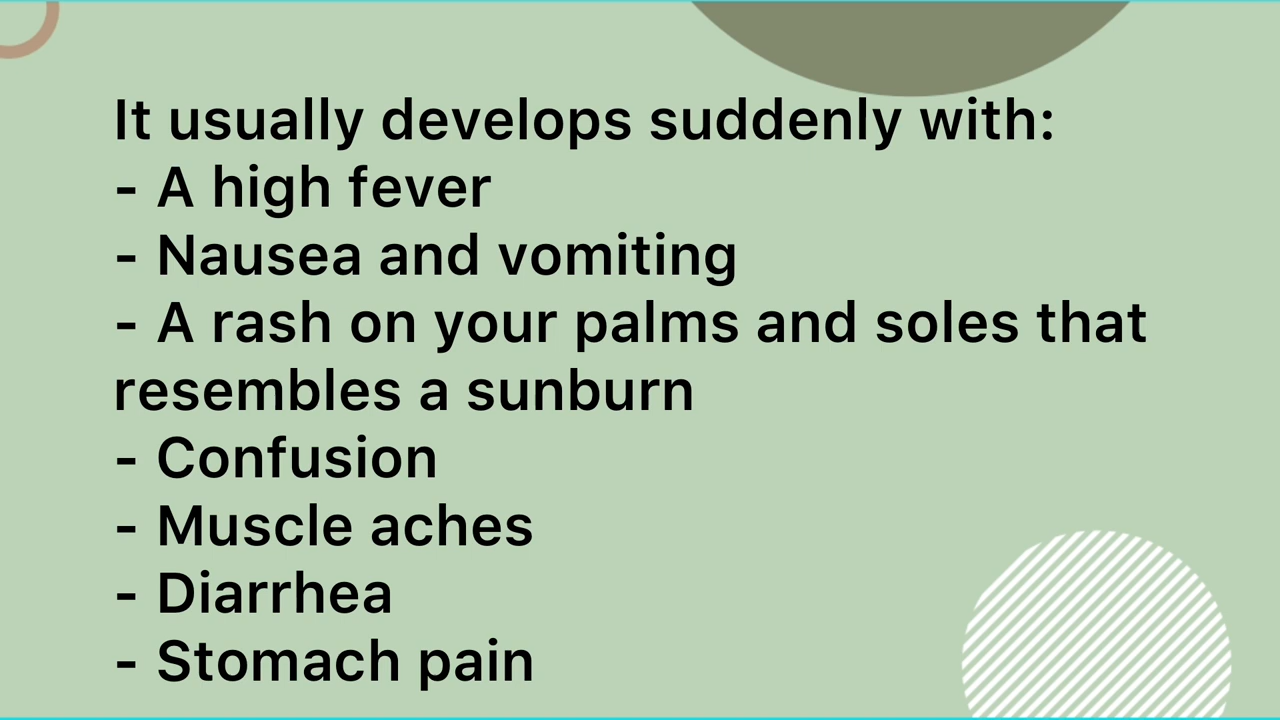 It usually develops suddenly with:
- A high fever
- Nausea and vomiting
- A rash on your palms and soles that
resembles a sunburn
- Confusion
- Muscle aches
- Diarrhea
- Stomach pain